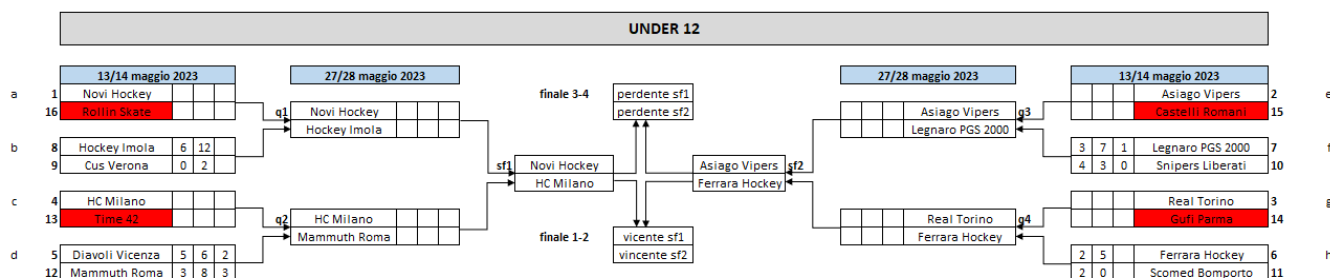 UNDER 12
13/14 maggio 2023 27/28 maggio 2023 27/28 maggio 2023 13/14 maggio 2023
a 1 Novi Hockey finale 3-4 perdente sf1 Asiago Vipers 2 e
16 Rollin Skate q1 Novi Hockey perdente sf2 Asiago Vipers q3 Castelli Romani 15
Hockey Imola Legnaro PGS 2000
b 8 Hockey Imola 6 12 3 7 1 Legnaro PGS 2000 7 f
9 Cus Verona 0 2 sf1 Novi Hockey Asiago Vipers sf2 4 3 0 Snipers Liberati 10
HC Milano Ferrara Hockey
c 4 HC Milano Real Torino 3 g
13 Time 42 q2 HC Milano Real Torino q4 Gufi Parma 14
Mammuth Roma finale 1-2 vicente sf1 Ferrara Hockey
d 5 Diavoli Vicenza 5 6 2 vincente sf2 2 5 Ferrara Hockey 6 h
12 Mammuth Roma 3 8 3 2 0 Scomed Bomporto 11